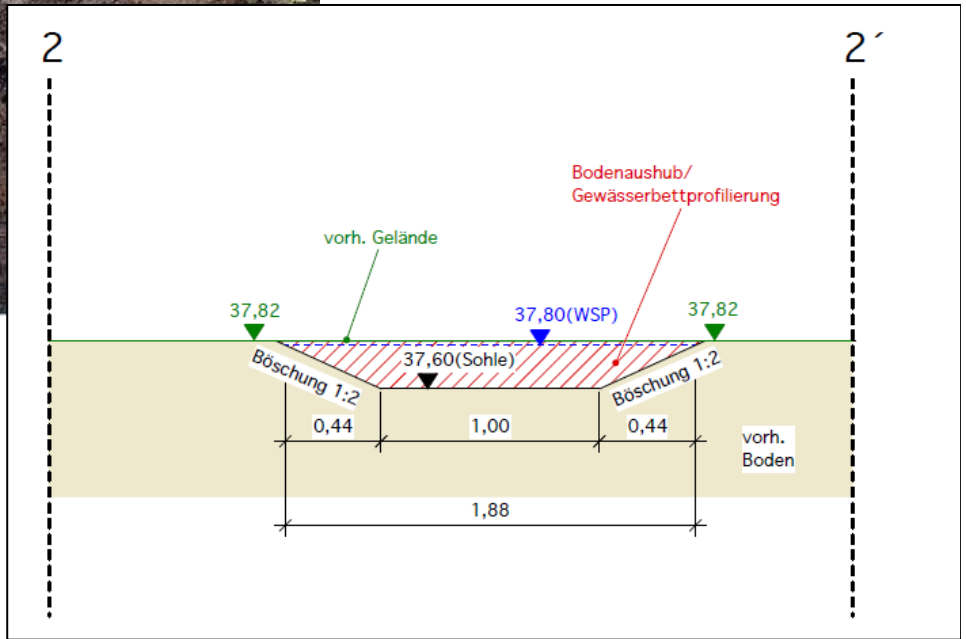 2
2´
Bodenaushub/
Gewässerbettprofilierung
vorh. Gelände
37,82
37,80(WSP)
37,82
37,60(Sohle)
Böschung 1:2
Böschung 1:2
0,44
1,00
0,44
vorh.
Boden
1,88